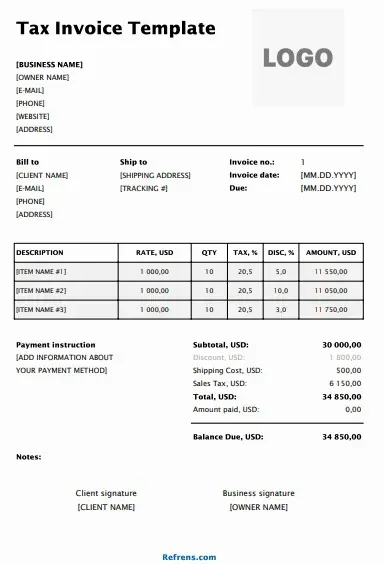 Tax Invoice Template
LOGO
[BUSINESS NAME]
[OWNER NAME]
[E-MAIL]
[PHONE]
[WEBSITE]
[ADDRESS]
Bill to
[CLIENT NAME]
[E-MAIL]
[PHONE]
[ADDRESS]
Ship to
[SHIPPING ADDRESS]
[TRACKING #]
Invoice no.: 1
Invoice date: [MM.DD.YYYY]
Due: [MM.DD.YYYY]
DESCRIPTION RATE, USD QTY TAX, % DISC, % AMOUNT, USD
[ITEM NAME #1] 1 000,00 10 20,5 5,0 11 550,00
[ITEM NAME #2] 1 000,00 10 20,5 10,0 11 050,00
[ITEM NAME #3] 1 000,00 10 20,5 3,0 11 750,00
Payment instruction
[ADD INFORMATION ABOUT
YOUR PAYMENT METHOD]
Subtotal, USD: 30 000,00
Discount, USD: 1 800,00
Shipping Cost, USD: 500,00
Sales Tax, USD: 6 150,00
Total, USD: 34 850,00
Amount paid, USD: 0,00
Balance Due, USD: 34 850,00
Notes:
Client signature
[CLIENT NAME]
Business signature
[OWNER NAME]
Refrens.com